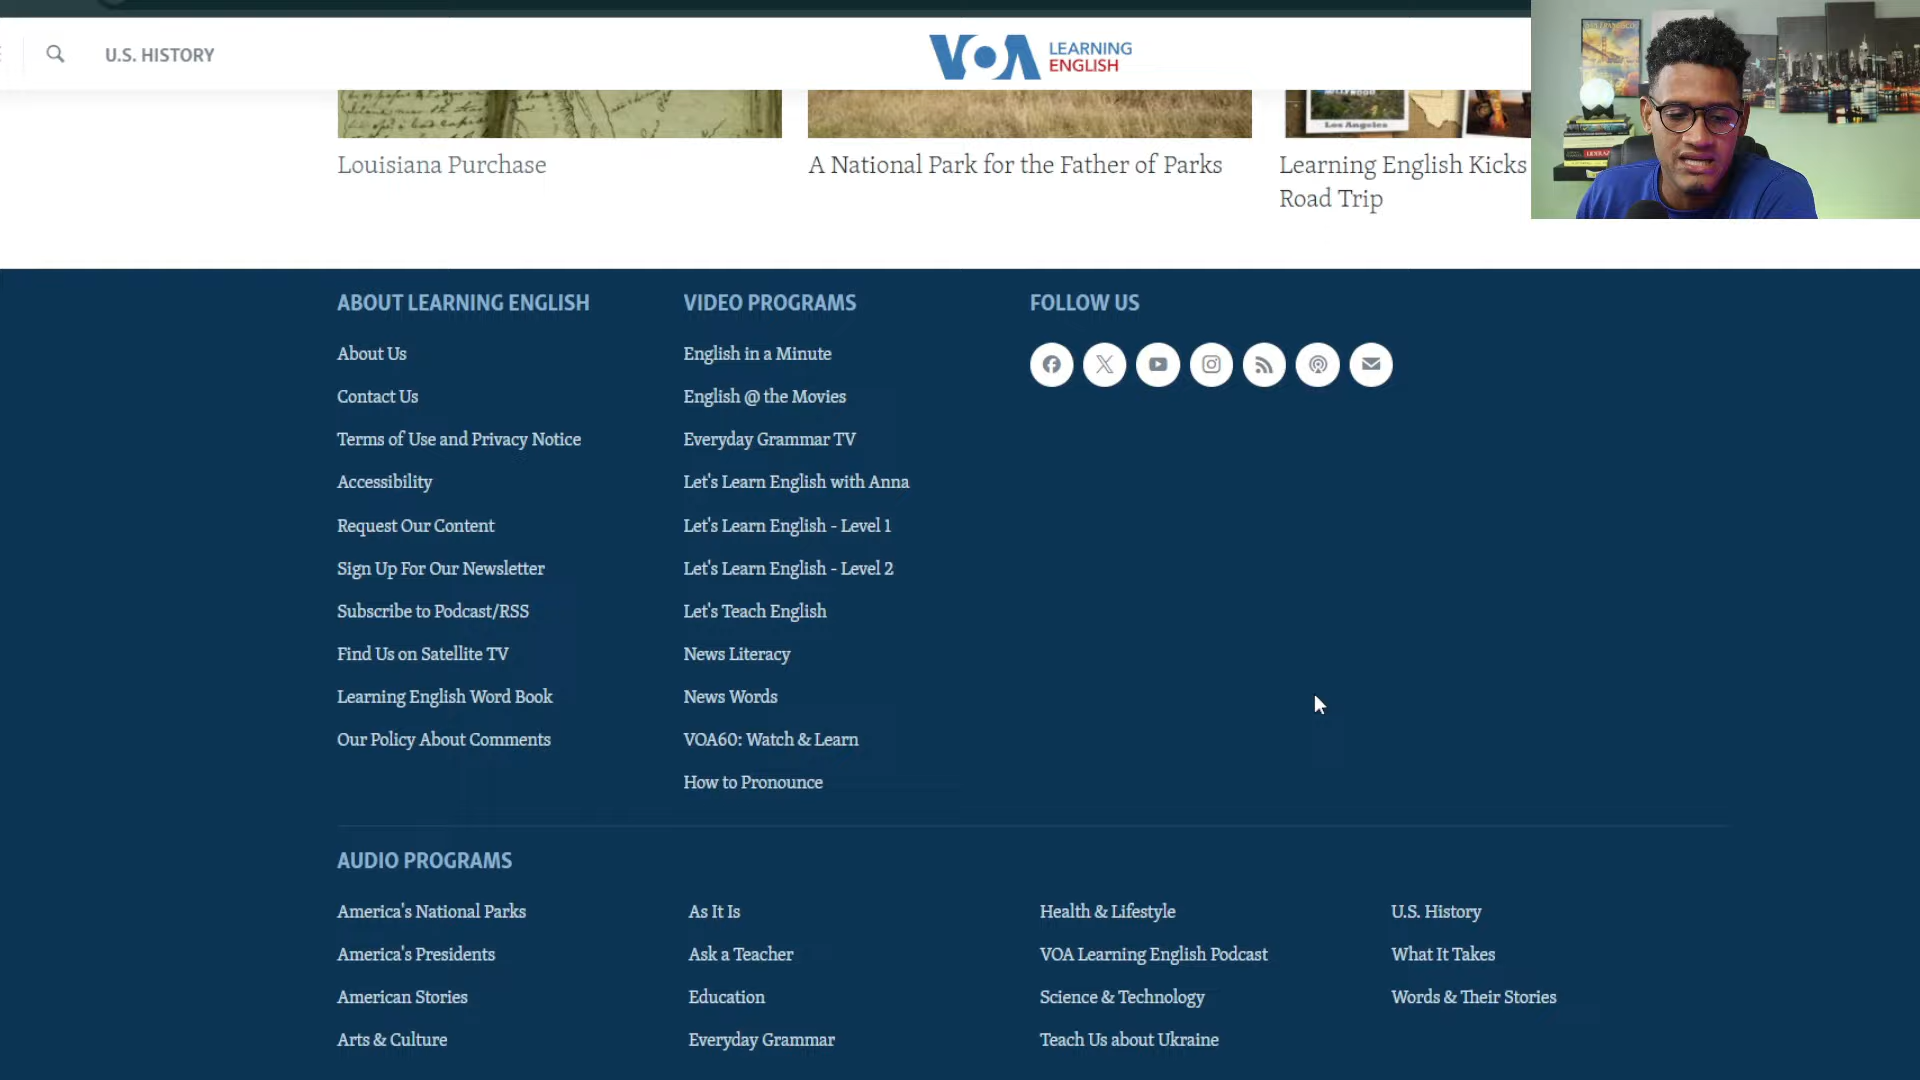 U.S. HISTORY
VOA LEARNING
ENGLISH
SAN FRANCISCO
Los Angeles
Louisiana Purchase
A National Park for the Father of Parks
Learning English Kicks
Road Trip
ABOUT LEARNING ENGLISH
About Us
Contact Us
Terms of Use and Privacy Notice
Accessibility
Request Our Content
Sign Up For Our Newsletter
Subscribe to Podcast/RSS
Find Us on Satellite TV
Learning English Word Book
Our Policy About Comments
VIDEO PROGRAMS
English in a Minute
English @ the Movies
Everyday Grammar TV
Let's Learn English with Anna
Let's Learn English - Level 1
Let's Learn English - Level 2
Let's Teach English
News Literacy
News Words
VOA60: Watch & Learn
How to Pronounce
FOLLOW US
AUDIO PROGRAMS
America's National Parks
America's Presidents
American Stories
Arts & Culture
As It Is
Ask a Teacher
Education
Everyday Grammar
Health & Lifestyle
VOA Learning English Podcast
Science & Technology
Teach Us about Ukraine
U.S. History
What It Takes
Words & Their Stories